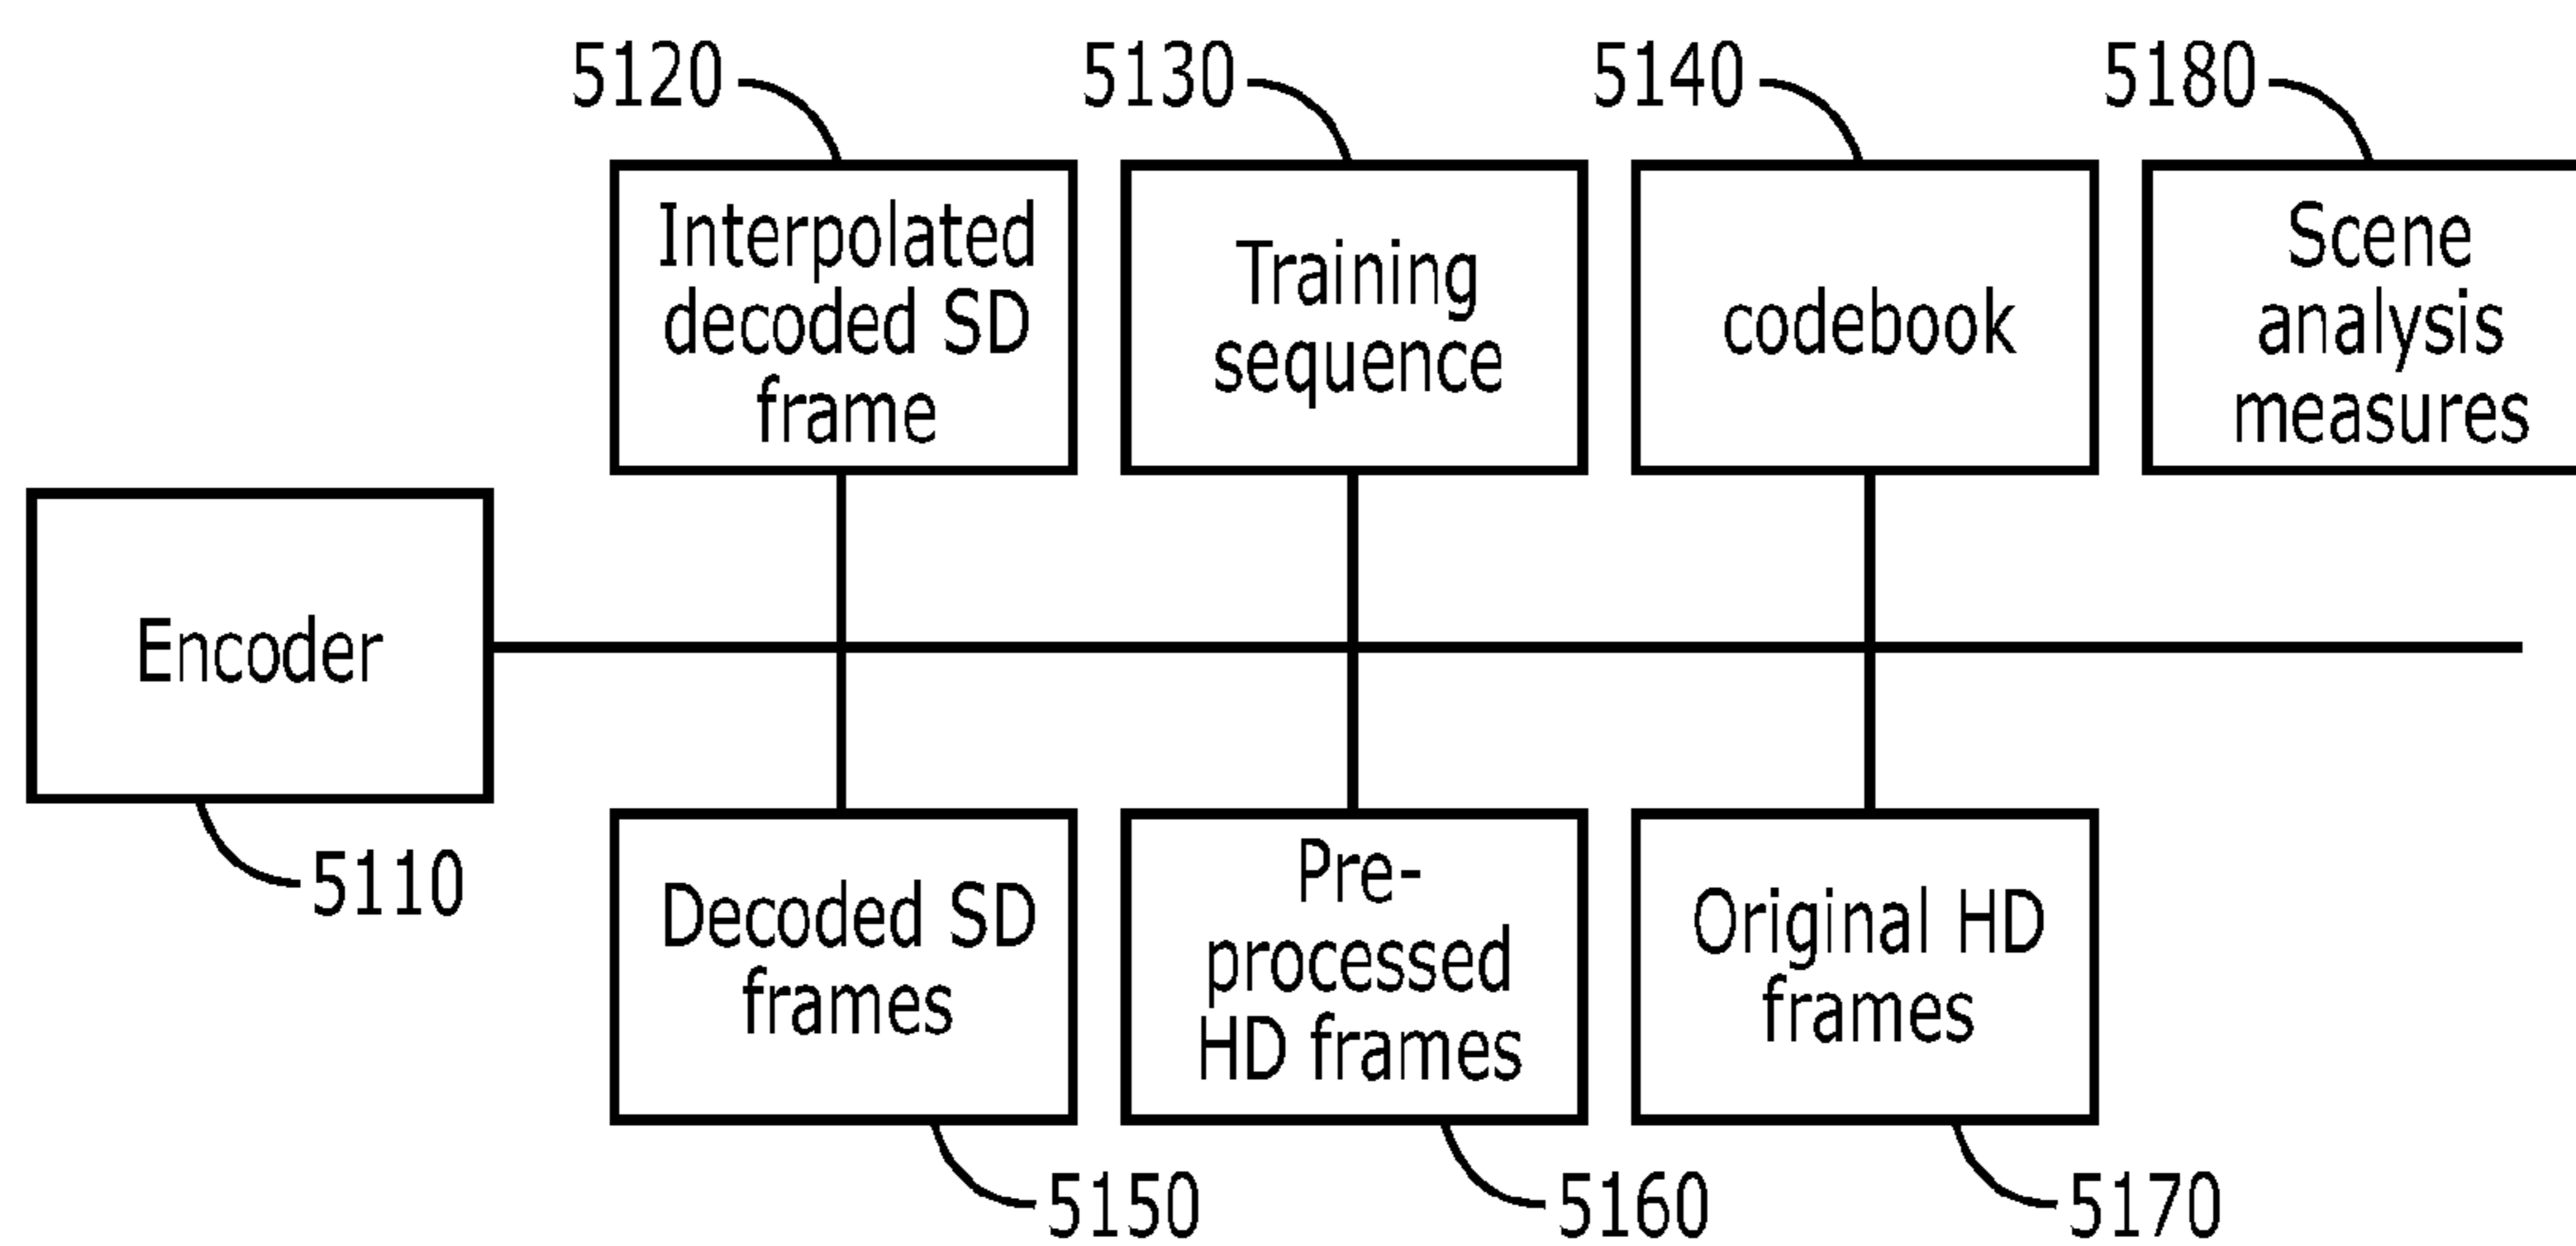 5120
5130
5140
5180
Interpolated
decoded SD
frame
Training
sequence
codebook
Scene
analysis
measures
Encoder
5110
Decoded SD
frames
Pre-
processed
HD frames
Original HD
frames
5150
5160
5170